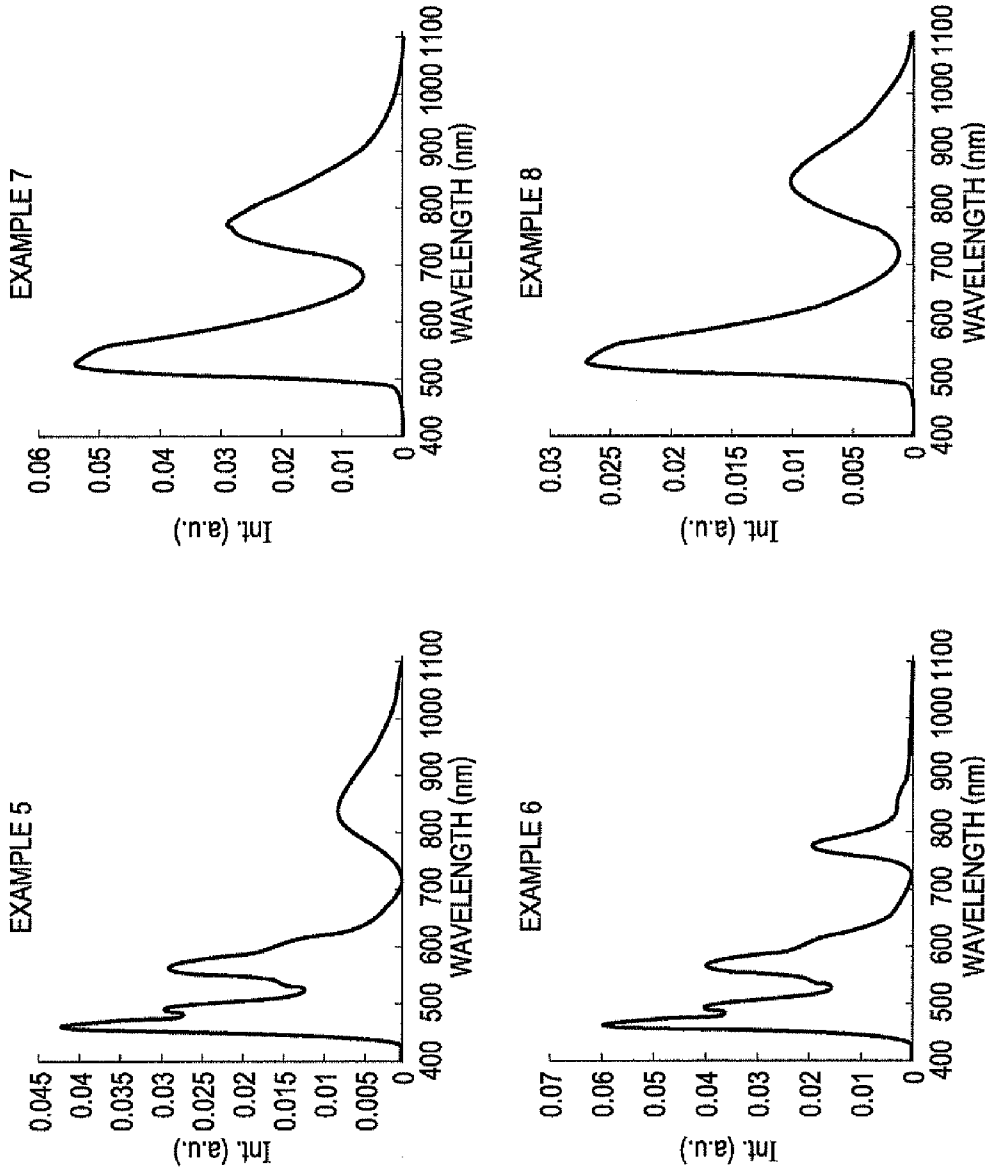 EXAMPLE 5
Int. (a.u.)
0.045
0.04
0.035
0.03
0.025
0.02
0.015
0.01
0.005
0
400 500 600 700 800 900 1000 1100
WAVELENGTH (nm)
EXAMPLE 7
Int. (a.u.)
0.06
0.05
0.04
0.03
0.02
0.01
0
400 500 600 700 800 900 1000 1100
WAVELENGTH (nm)
EXAMPLE 6
Int. (a.u.)
0.07
0.06
0.05
0.04
0.03
0.02
0.01
0
400 500 600 700 800 900 1000 1100
WAVELENGTH (nm)
EXAMPLE 8
Int. (a.u.)
0.03
0.025
0.02
0.015
0.01
0.005
0
400 500 600 700 800 900 1000 1100
WAVELENGTH (nm)